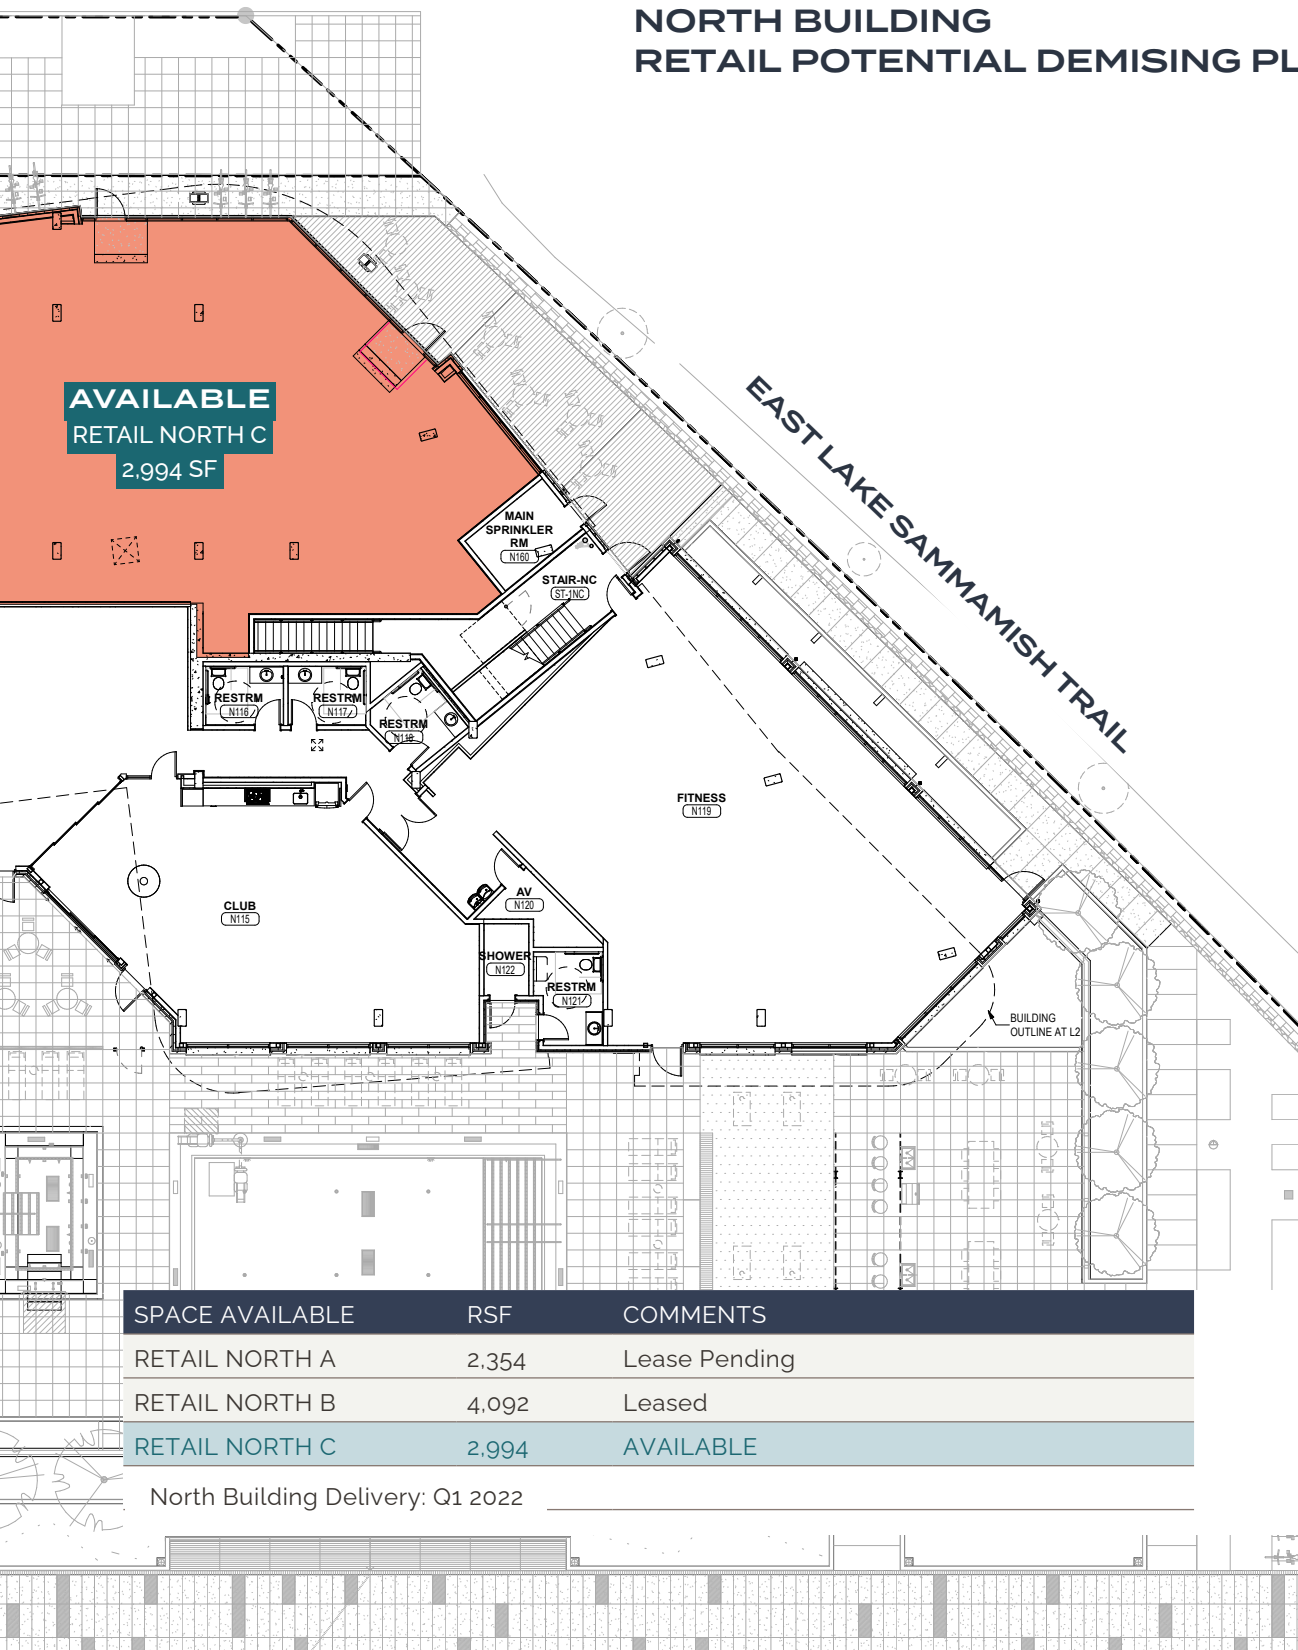 NORTH BUILDING
RETAIL POTENTIAL DEMISING PL
AVAILABLE
RETAIL NORTH C
2,994 SF
EAST LAKE SAMMAMISH TRAIL
MAIN
SPRINKLER
RM
N160
STAIR-NC
ST-1NC
RESTRM
N116
RESTRM
N117
RESTRM
N118
FITNESS
N119
CLUB
N115
AV
N120
SHOWER
N122
RESTRM
N121
BUILDING
OUTLINE AT L2
SPACE AVAILABLE RSF COMMENTS
RETAIL NORTH A 2,354 Lease Pending
RETAIL NORTH B 4,092 Leased
RETAIL NORTH C 2,994 AVAILABLE
North Building Delivery: Q1 2022